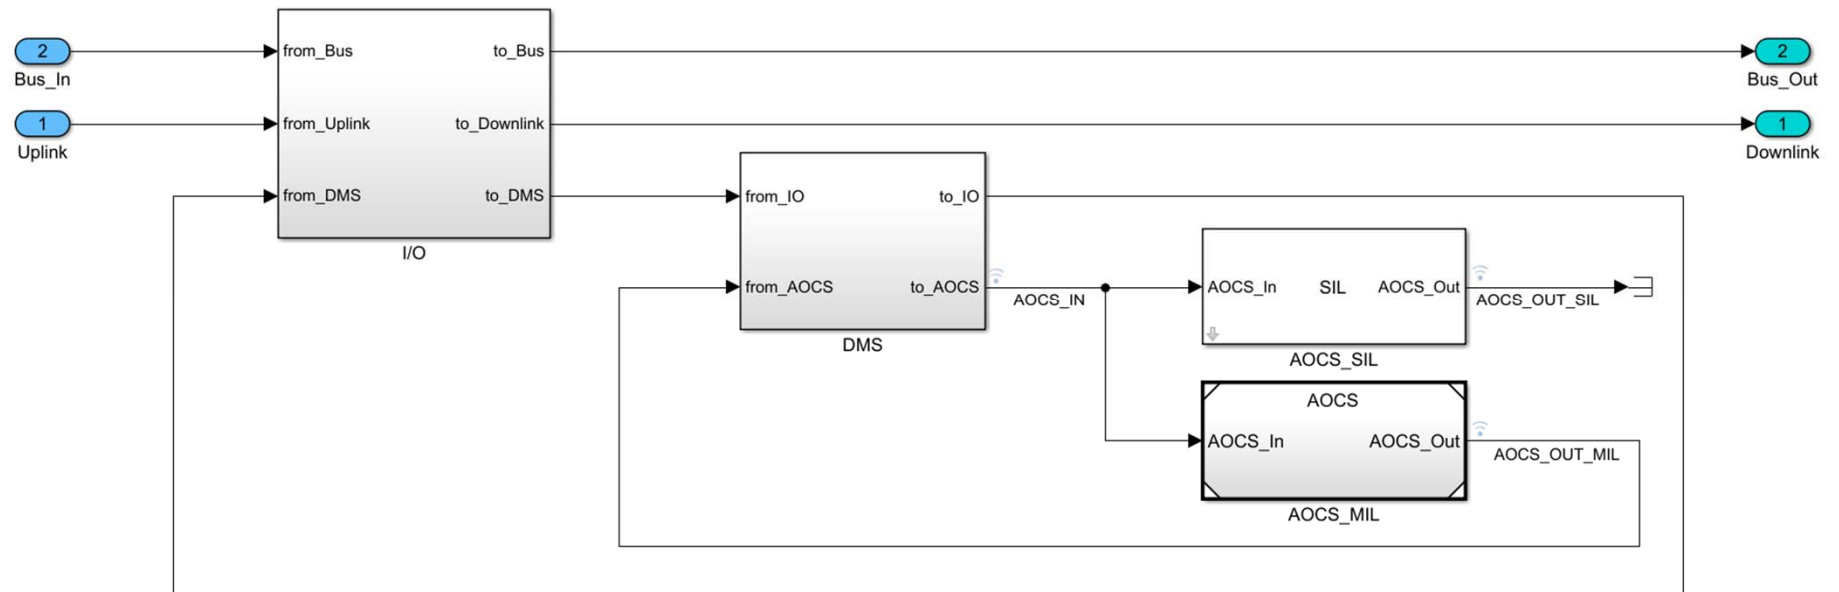 2
Bus_In
1
Uplink
from_Bus
to_Bus
from_Uplink
to_Downlink
from_DMS
to_DMS
I/O
2
Bus_Out
1
Downlink
from_IO
to_IO
from_AOCS
to_AOCS
DMS
AOCS_IN
AOCS_In
SIL
AOCS_Out
AOCS_SIL
AOCS_OUT_SIL
AOCS
AOCS_In
AOCS_Out
AOCS_MIL
AOCS_OUT_MIL